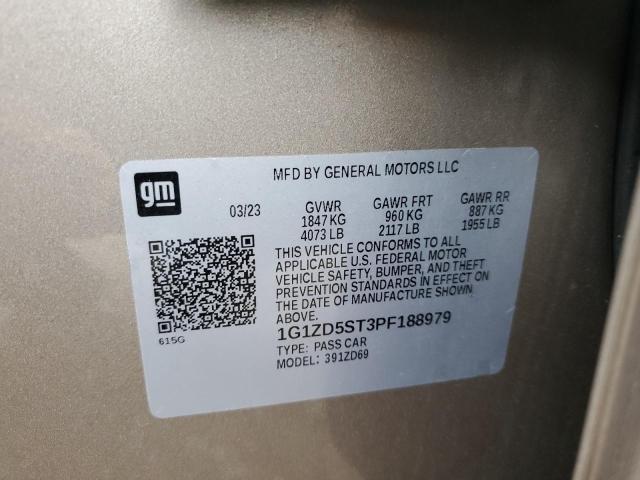 gm
MFD BY GENERAL MOTORS LLC
03/23 GVWR GAWR FRT GAWR RR
1847 KG 960 KG 887 KG
4073 LB 2117 LB 1955 LB
THIS VEHICLE CONFORMS TO ALL
APPLICABLE U.S. FEDERAL MOTOR
VEHICLE SAFETY, BUMPER, AND THEFT
PREVENTION STANDARDS IN EFFECT ON
THE DATE OF MANUFACTURE SHOWN
ABOVE.
1G1ZD5ST3PF188979
615G
TYPE: PASS CAR
MODEL: 391ZD69